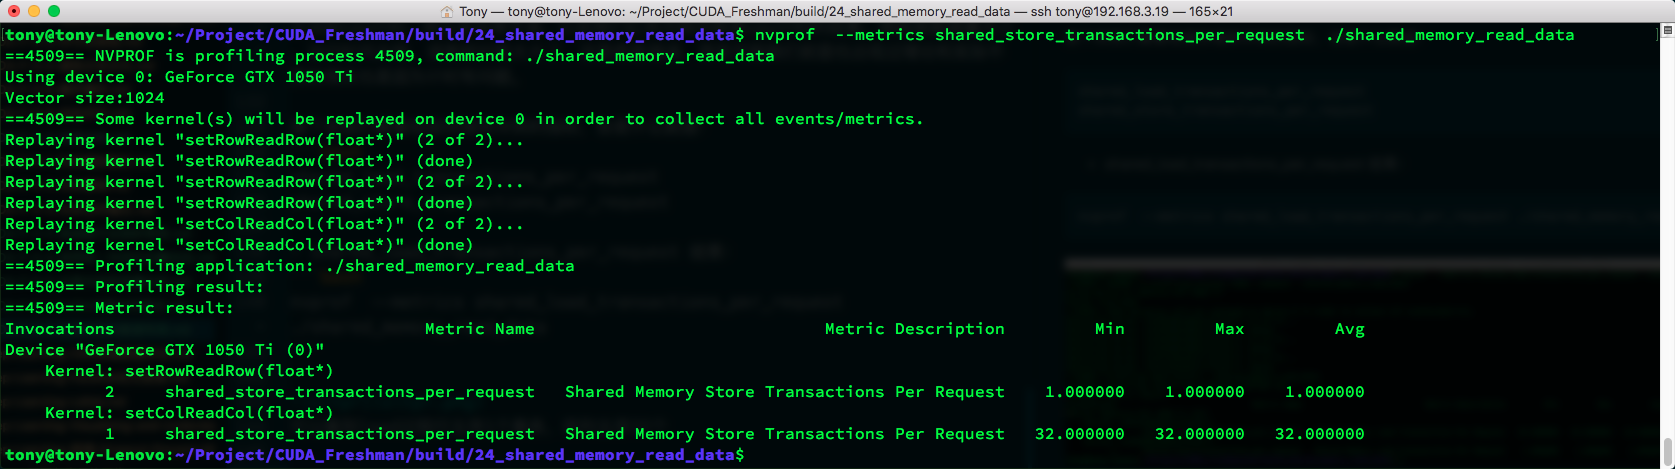 Tony — tony@tony-Lenovo: ~/Project/CUDA_Freshman/build/24_shared_memory_read_data — ssh tony@192.168.3.19 — 165×21
tony@tony-Lenovo:~/Project/CUDA_Freshman/build/24_shared_memory_read_data$ nvprof  --metrics shared_store_transactions_per_request  ./shared_memory_read_data
==4509== NVPROF is profiling process 4509, command: ./shared_memory_read_data
Using device 0: GeForce GTX 1050 Ti
Vector size:1024
==4509== Some kernel(s) will be replayed on device 0 in order to collect all events/metrics.
Replaying kernel "setRowReadRow(float*)" (2 of 2)...
Replaying kernel "setRowReadRow(float*)" (done)
Replaying kernel "setRowReadRow(float*)" (2 of 2)...
Replaying kernel "setRowReadRow(float*)" (done)
Replaying kernel "setColReadCol(float*)" (2 of 2)...
Replaying kernel "setColReadCol(float*)" (done)
==4509== Profiling application: ./shared_memory_read_data
==4509== Profiling result:
==4509== Metric result:
Invocations                               Metric Name                             Metric Description         Min         Max         Avg
Device "GeForce GTX 1050 Ti (0)"
    Kernel: setRowReadRow(float*)
          2     shared_store_transactions_per_request   Shared Memory Store Transactions Per Request    1.000000    1.000000    1.000000
    Kernel: setColReadCol(float*)
          1     shared_store_transactions_per_request   Shared Memory Store Transactions Per Request   32.000000   32.000000   32.000000
tony@tony-Lenovo:~/Project/CUDA_Freshman/build/24_shared_memory_read_data$